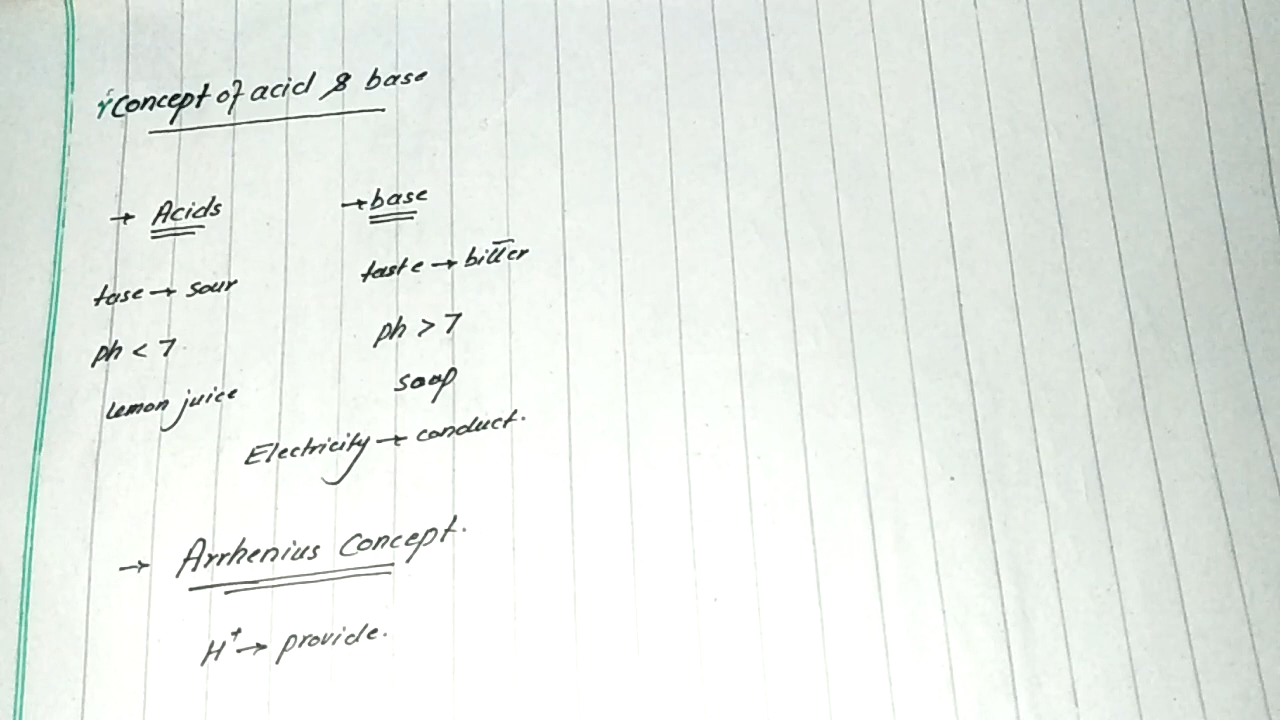 Concept of acid & base
→ Acids
→ base
tase → sour
taste → bitter
ph < 7
ph > 7
Lemon juice
soap
Electricity → conduct.
→ Arrhenius Concept.
H⁺ → provide.